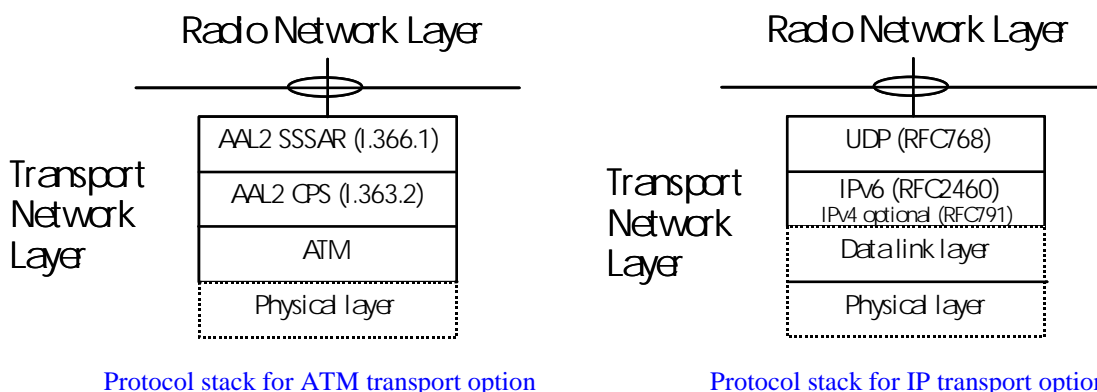 Radio Network Layer
AAL2 SSSAR (I.366.1)
AAL2 CPS (I.363.2)
ATM
Physical layer
Transport
Network
Layer
Protocol stack for ATM transport option
Radio Network Layer
UDP (RFC768)
IPv6 (RFC2460)
IPv4 optional (RFC791)
Data link layer
Physical layer
Transport
Network
Layer
Protocol stack for IP transport option